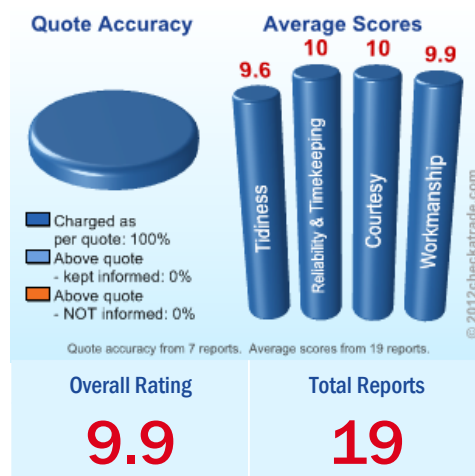 Quote Accuracy
Charged as
per quote: 100%
Above quote
- kept informed: 0%
Above quote
- NOT informed: 0%
Average Scores
9.6
10
10
9.9
Tidiness
Reliability & Timekeeping
Courtesy
Workmanship
© 2012checkatrade.com
Quote accuracy from 7 reports. Average scores from 19 reports.
Overall Rating
9.9
Total Reports
19